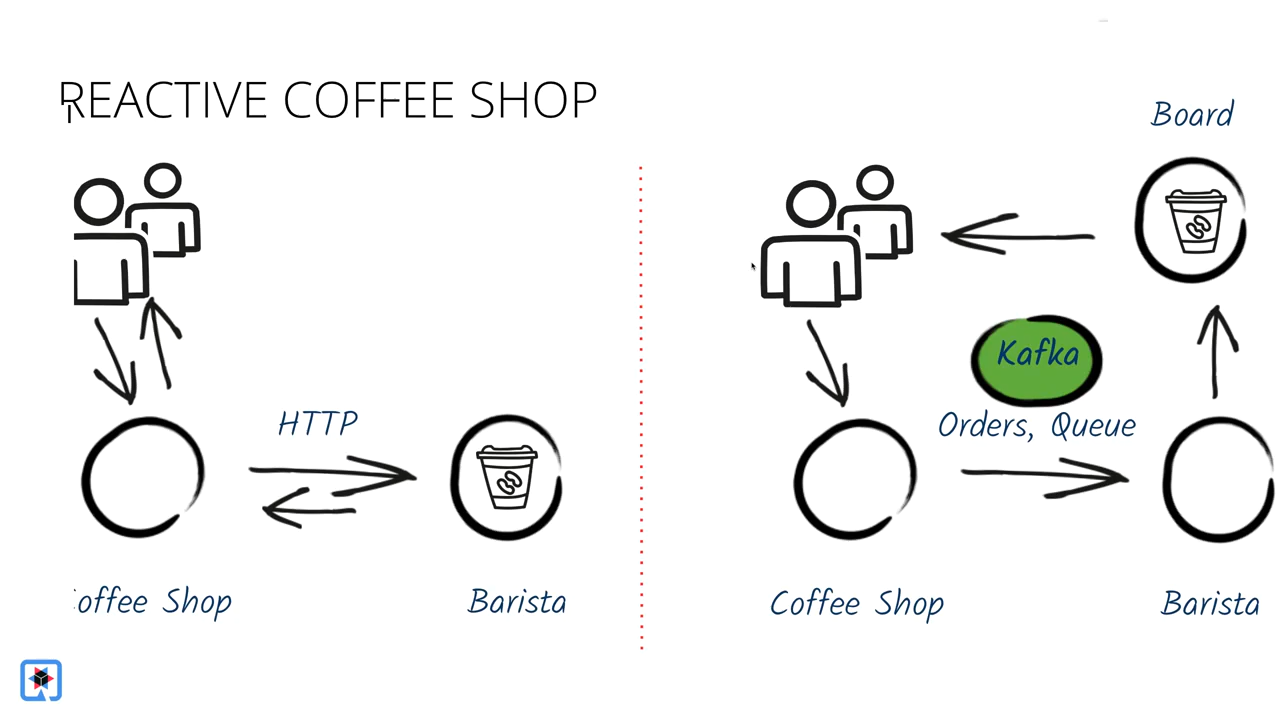 REACTIVE COFFEE SHOP
HTTP
offee Shop
Barista
Board
Kafka
Orders, Queue
Coffee Shop
Barista